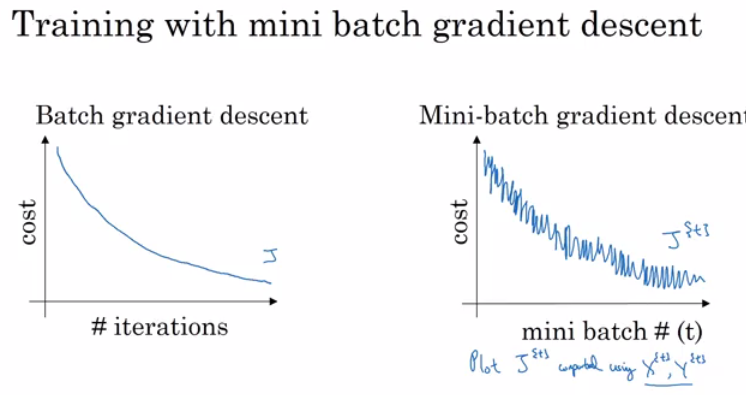 Training with mini batch gradient descent
Batch gradient descent
cost
J
# iterations
Mini-batch gradient descent
cost
J^{t}
mini batch # (t)
Plot J^{t} computed using X^{t}, Y^{t}